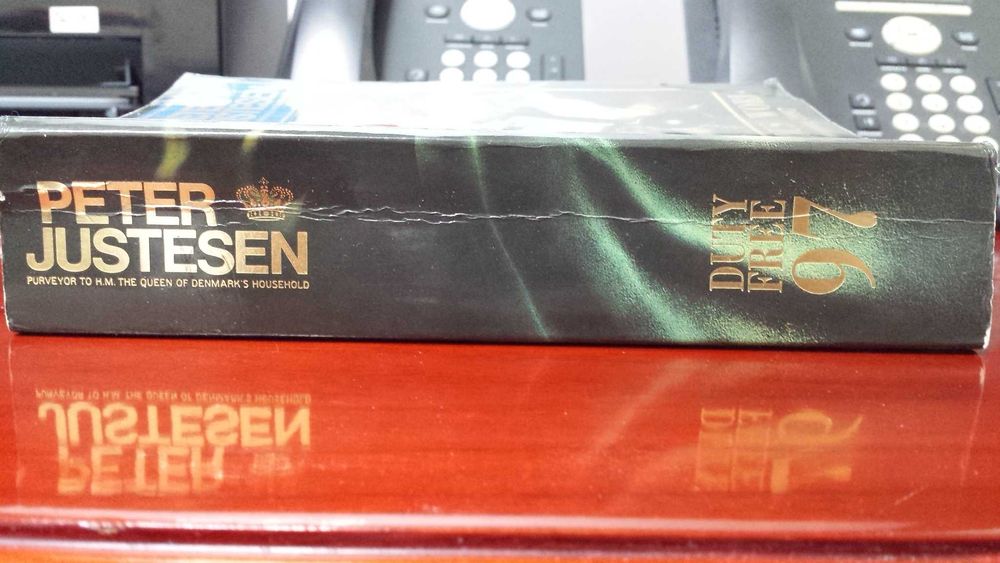 PETER
JUSTESEN
PURVEYOR TO H.M. THE QUEEN OF DENMARK'S HOUSEHOLD
DUTY
FREE
97